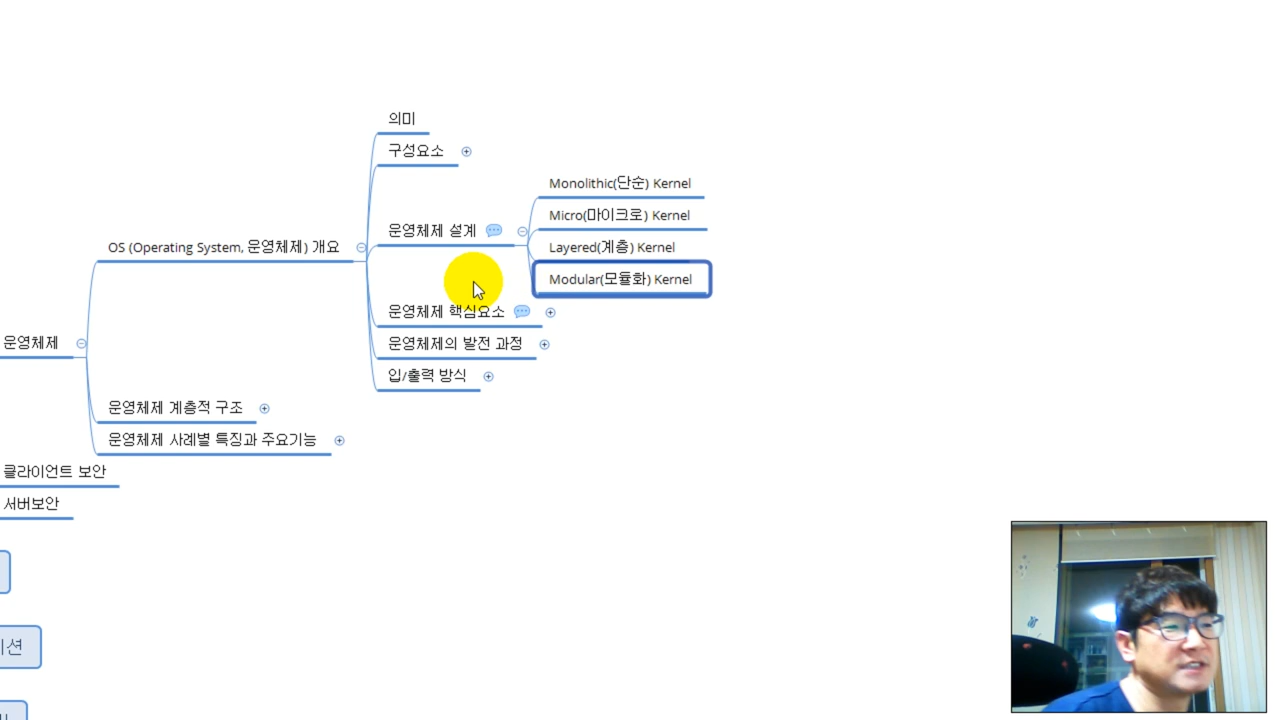 의미
구성요소
Monolithic(단순) Kernel
Micro(마이크로) Kernel
운영체제 설계
OS (Operating System, 운영체제) 개요
Layered(계층) Kernel
Modular(모듈화) Kernel
운영체제 핵심요소
운영체제
운영체제의 발전 과정
입/출력 방식
운영체제 계층적 구조
운영체제 사례별 특징과 주요기능
클라이언트 보안
서버보안